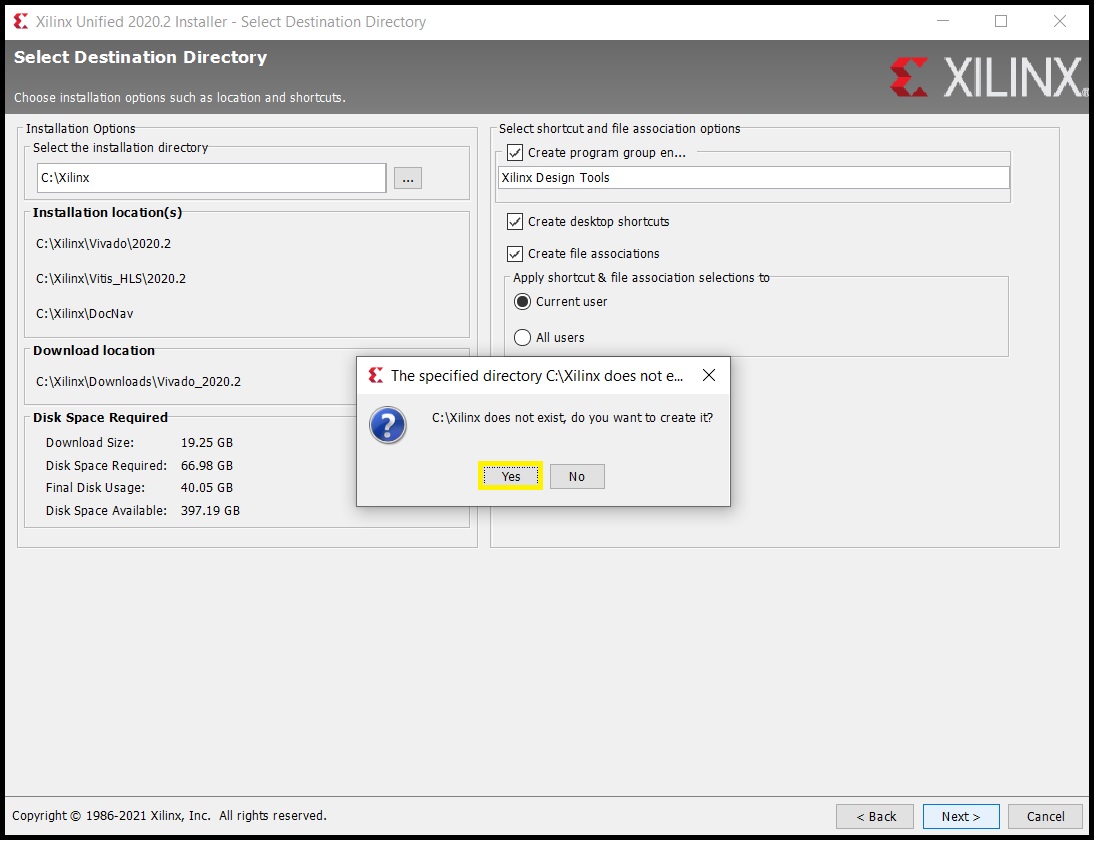 Xilinx Unified 2020.2 Installer - Select Destination Directory
Select Destination Directory
Choose installation options such as location and shortcuts.
XILINX®
Installation Options
Select the installation directory
C:\Xilinx
...
Installation location(s)
C:\Xilinx\Vivado\2020.2
C:\Xilinx\Vitis_HLS\2020.2
C:\Xilinx\DocNav
Download location
C:\Xilinx\Downloads\Vivado_2020.2
Disk Space Required
Download Size: 19.25 GB
Disk Space Required: 66.98 GB
Final Disk Usage: 40.05 GB
Disk Space Available: 397.19 GB
Select shortcut and file association options
Create program group en...
Xilinx Design Tools
Create desktop shortcuts
Create file associations
Apply shortcut & file association selections to
Current user
All users
The specified directory C:\Xilinx does not e...
?
C:\Xilinx does not exist, do you want to create it?
Yes No
Copyright © 1986-2021 Xilinx, Inc. All rights reserved.
< Back Next > Cancel